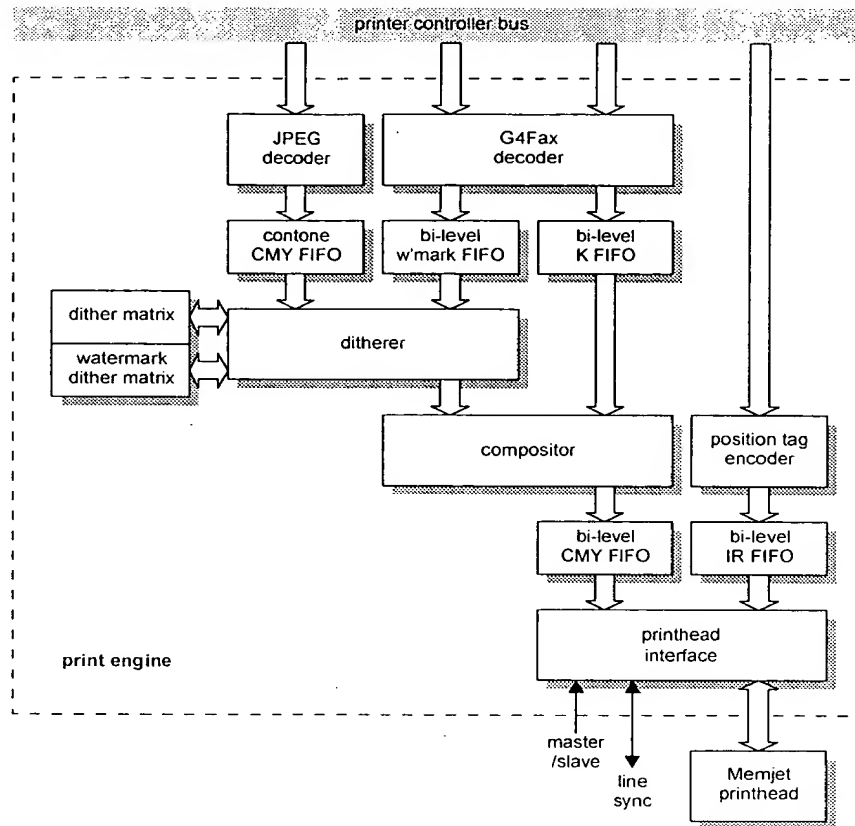 printer controller bus
JPEG
decoder
G4Fax
decoder
contone
CMY FIFO
bi-level
w'mark FIFO
bi-level
K FIFO
dither matrix
watermark
dither matrix
ditherer
compositor
position tag
encoder
bi-level
CMY FIFO
bi-level
IR FIFO
printhead
interface
print engine
master
/slave
line
sync
Memjet
printhead